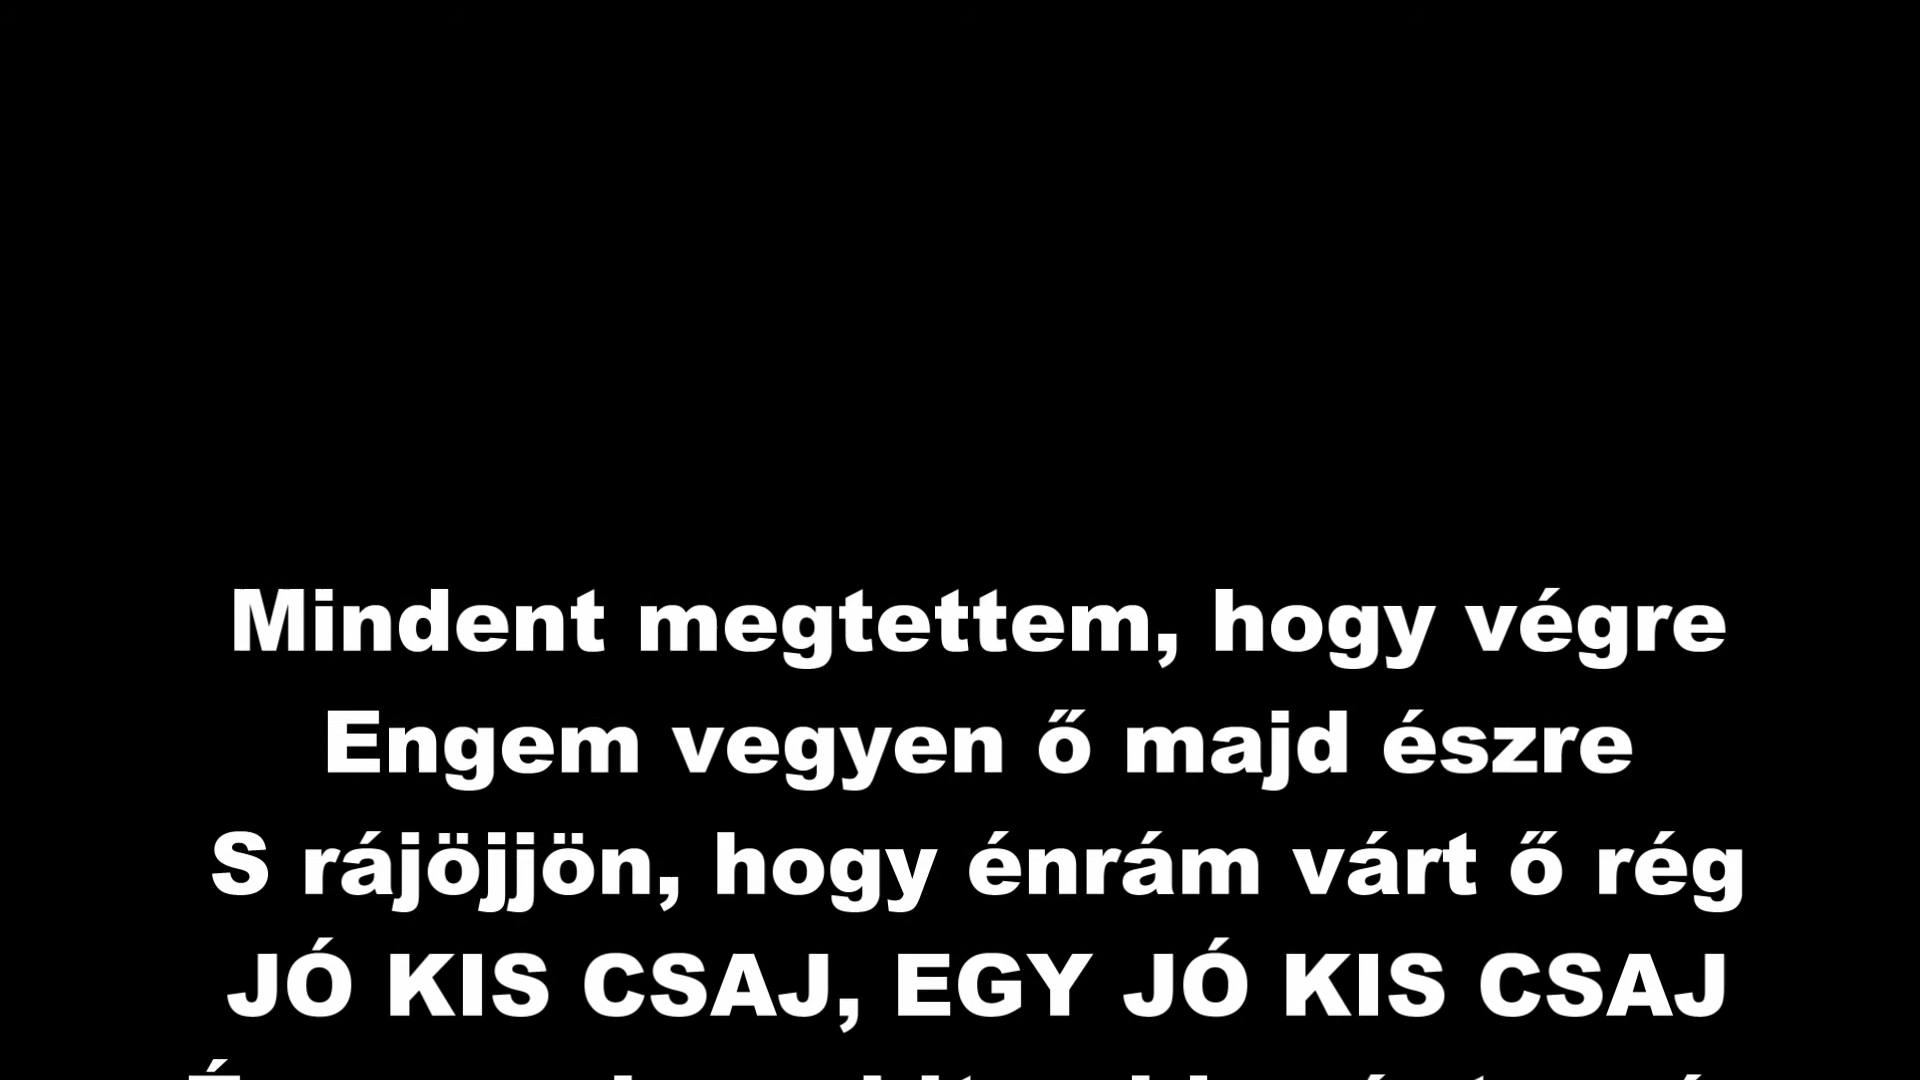 Mindent megtettem, hogy végre
Engem vegyen ő majd észre
S rájöjjön, hogy énrám várt ő rég
JÓ KIS CSAJ, EGY JÓ KIS CSAJ